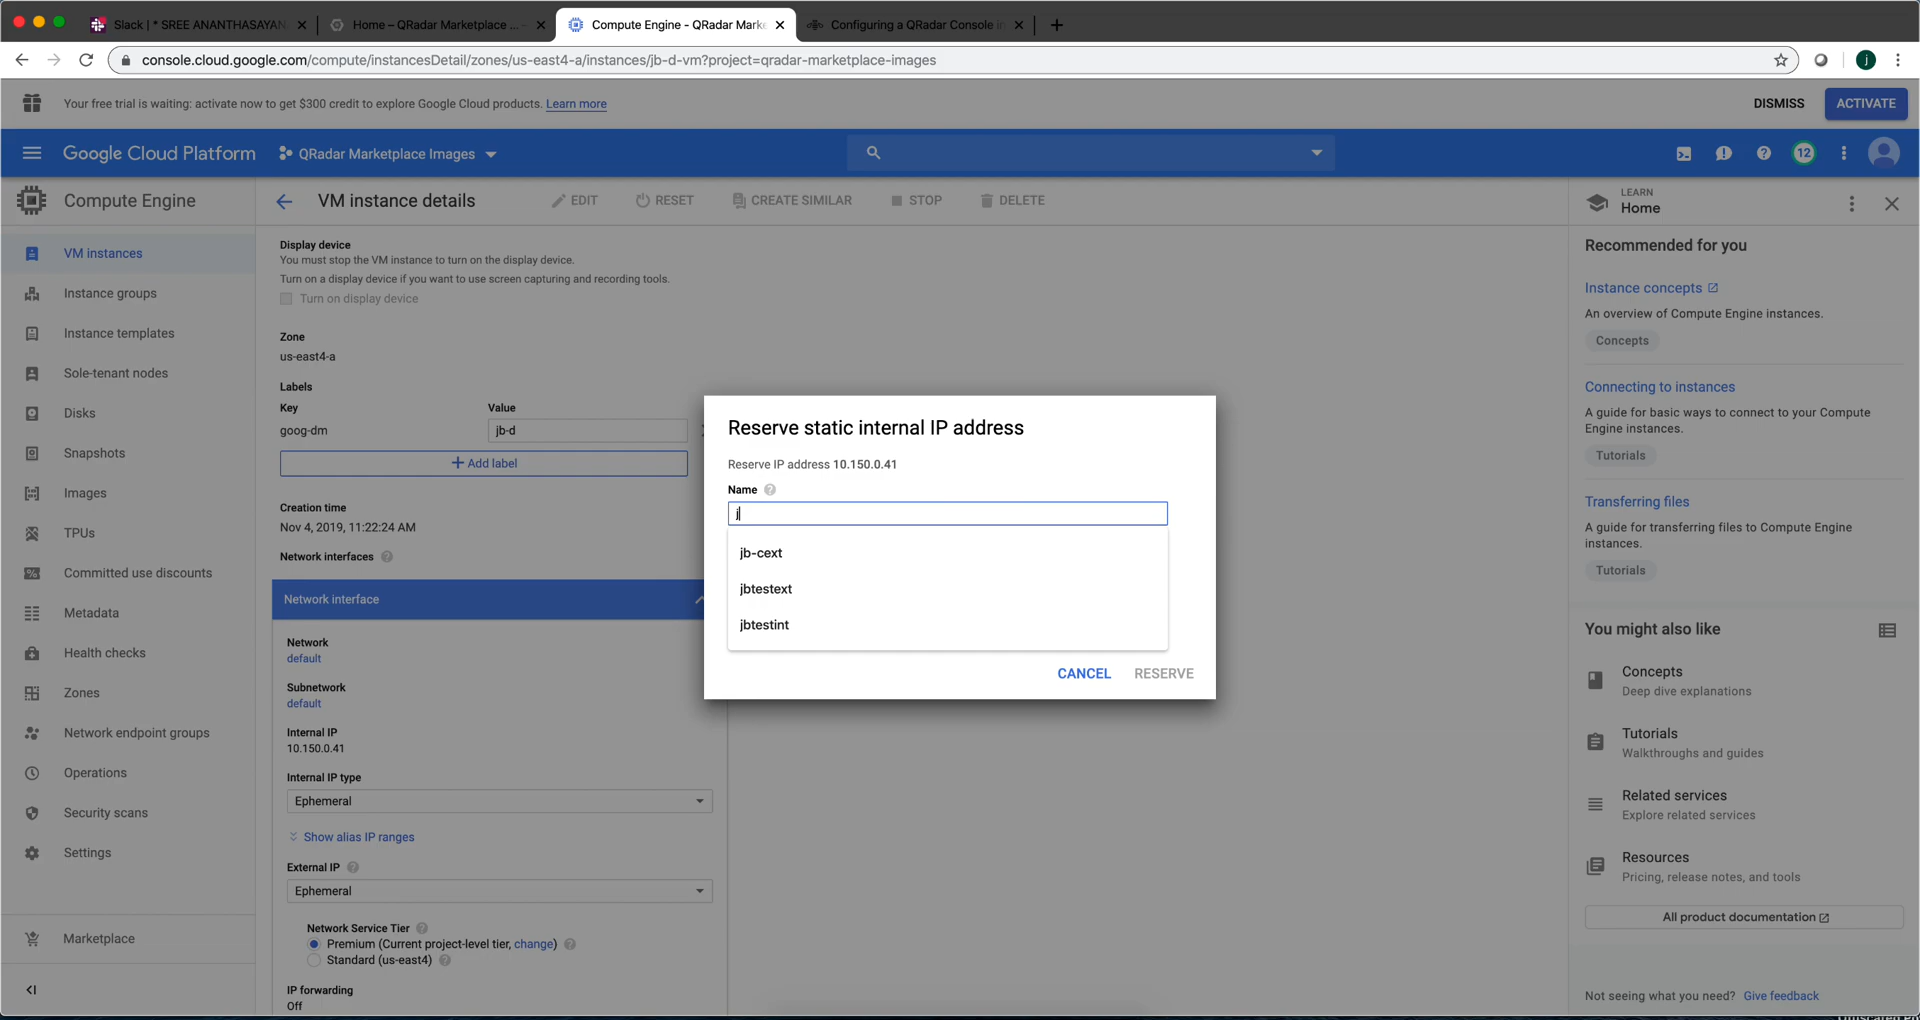 Slack | * SREE ANANTHASAYAN
Home – QRadar Marketplace ...
Compute Engine - QRadar Mark
Configuring a QRadar Console i
console.cloud.google.com/compute/instancesDetail/zones/us-east4-a/instances/jb-d-vm?project=qradar-marketplace-images
j
Your free trial is waiting: activate now to get $300 credit to explore Google Cloud products. Learn more
DISMISS
ACTIVATE
Google Cloud Platform
QRadar Marketplace Images
12
Compute Engine
VM instances
Instance groups
Instance templates
Sole-tenant nodes
Disks
Snapshots
Images
TPUs
Committed use discounts
Metadata
Health checks
Zones
Network endpoint groups
Operations
Security scans
Settings
Marketplace
VM instance details
EDIT
RESET
CREATE SIMILAR
STOP
DELETE
Display device
You must stop the VM instance to turn on the display device.
Turn on a display device if you want to use screen capturing and recording tools.
Turn on display device
Zone
us-east4-a
Labels
Key Value
goog-dm jb-d
Add label
Creation time
Nov 4, 2019, 11:22:24 AM
Network interfaces
Network interface
Network
default
Subnetwork
default
Internal IP
10.150.0.41
Internal IP type
Ephemeral
Show alias IP ranges
External IP
Ephemeral
Network Service Tier
Premium (Current project-level tier, change)
Standard (us-east4)
IP forwarding
Off
Reserve static internal IP address
Reserve IP address 10.150.0.41
Name
j
jb-cext
jbtestext
jbtestint
CANCEL
RESERVE
LEARN
Home
Recommended for you
Instance concepts
An overview of Compute Engine instances.
Concepts
Connecting to instances
A guide for basic ways to connect to your Compute
Engine instances.
Tutorials
Transferring files
A guide for transferring files to Compute Engine
instances.
Tutorials
You might also like
Concepts
Deep dive explanations
Tutorials
Walkthroughs and guides
Related services
Explore related services
Resources
Pricing, release notes, and tools
All product documentation
Not seeing what you need? Give feedback